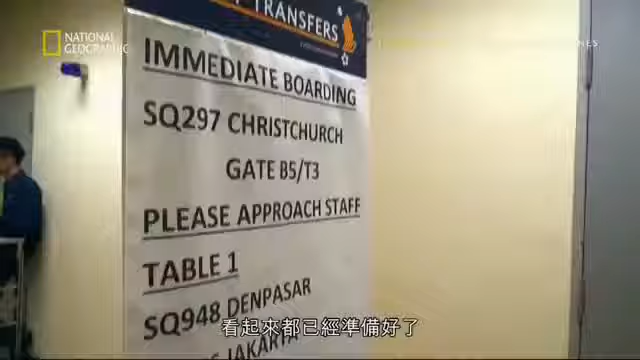 NATIONAL
GEOGRAPHIC
TRANSFERS
IMMEDIATE BOARDING
SQ297 CHRISTCHURCH
GATE B5/T3
PLEASE APPROACH STAFF
TABLE 1
SQ948 DENPASAR
JAKARTA
看起來都已經準備好了